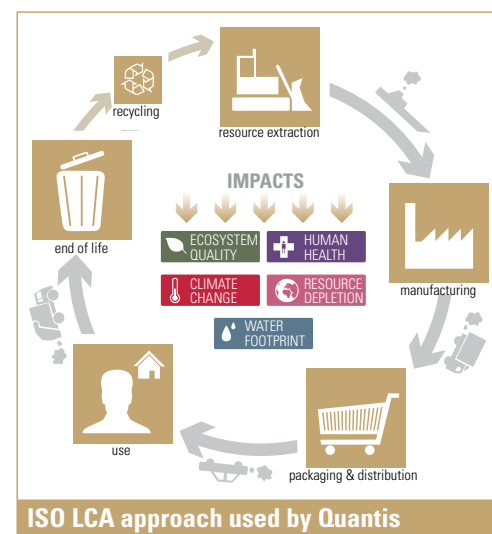 recycling
resource extraction
IMPACTS
end of life
ECOSYSTEM
QUALITY
HUMAN
HEALTH
manufacturing
CLIMATE
CHANGE
RESOURCE
DEPLETION
WATER
FOOTPRINT
use
packaging & distribution
ISO LCA approach used by Quantis